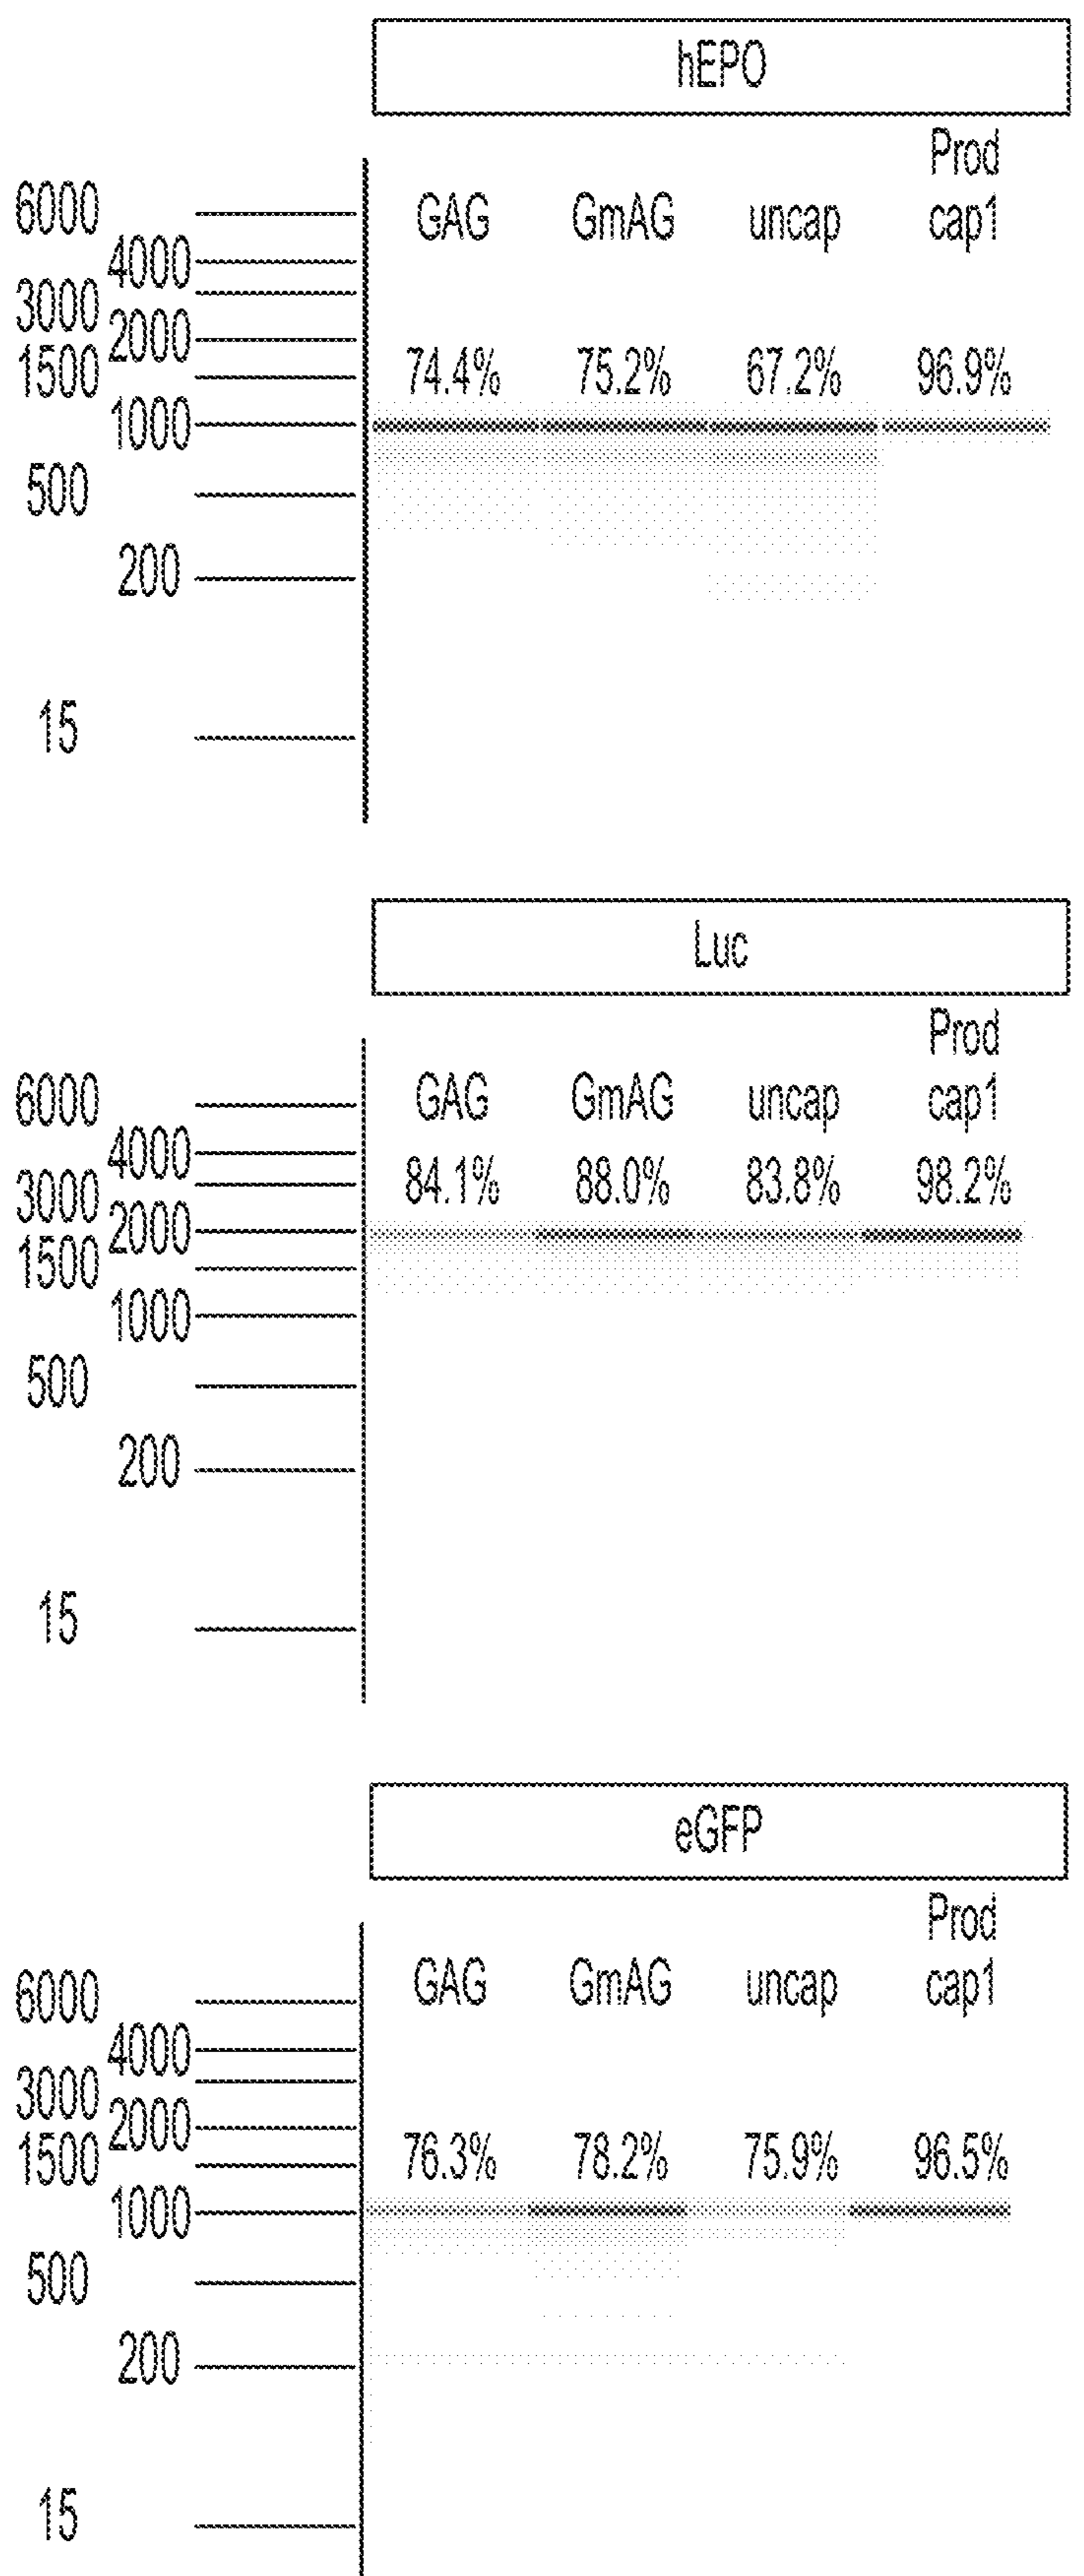 hEPO
Prod
GAG GmAG uncap cap1
6000
4000
3000
2000
1500
74.4% 75.2% 67.2% 96.9%
1000
500
200
15
Luc
Prod
GAG GmAG uncap cap1
6000
4000
84.1% 88.0% 83.8% 98.2%
3000
2000
1500
1000
500
200
15
eGFP
Prod
GAG GmAG uncap cap1
6000
4000
3000
2000
1500
76.3% 78.2% 75.9% 96.5%
1000
500
200
15